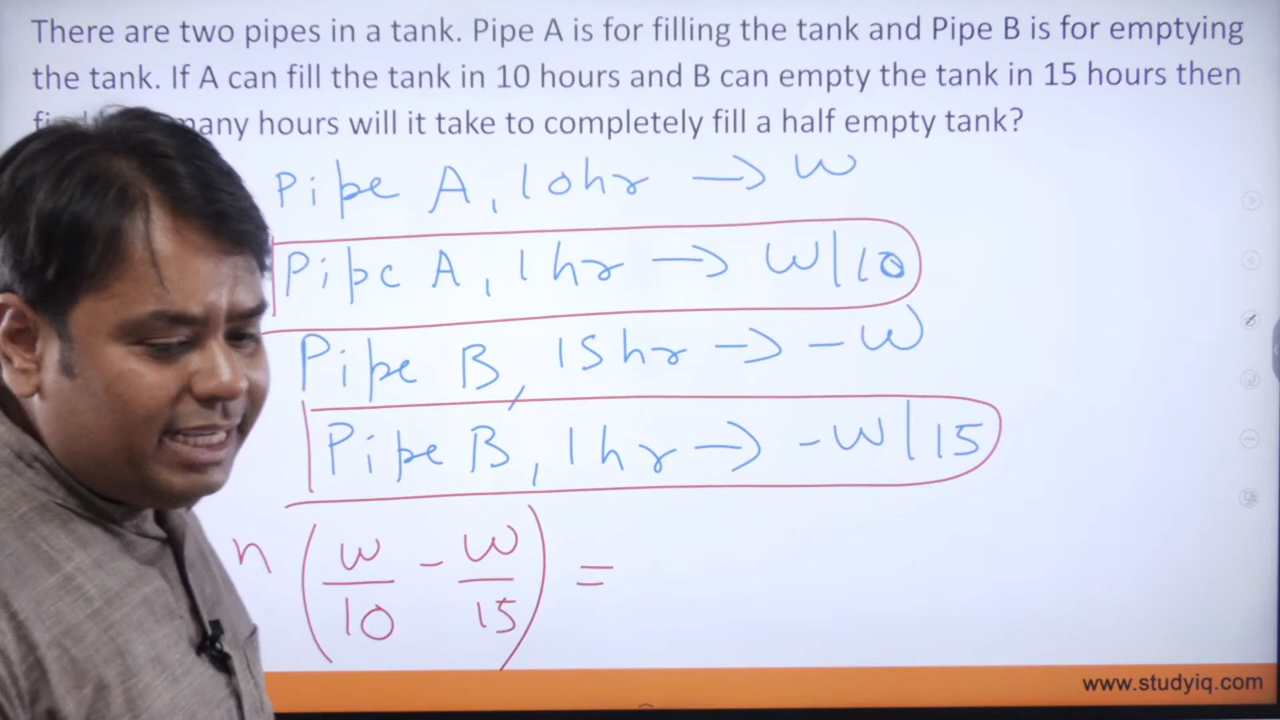 There are two pipes in a tank. Pipe A is for filling the tank and Pipe B is for emptying
the tank. If A can fill the tank in 10 hours and B can empty the tank in 15 hours then
many hours will it take to completely fill a half empty tank?
Pipe A, 10hr → W
Pipe A, 1hr → W/10
Pipe B, 15hr → -W
Pipe B, 1hr → -W/15
n (W/10 - W/15) =
www.studyiq.com